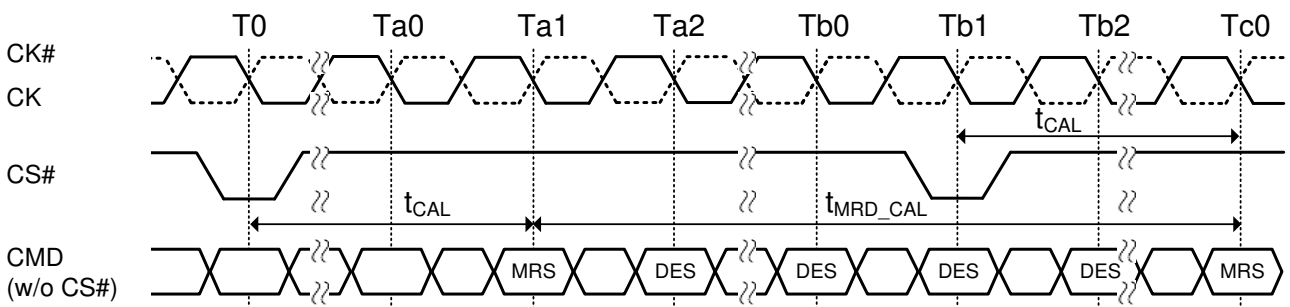 T0 Ta0 Ta1 Ta2 Tb0 Tb1 Tb2 Tc0
CK#
CK
tCAL
CS#
tCAL tMRD_CAL
CMD MRS DES DES DES DES MRS
(w/o CS#)